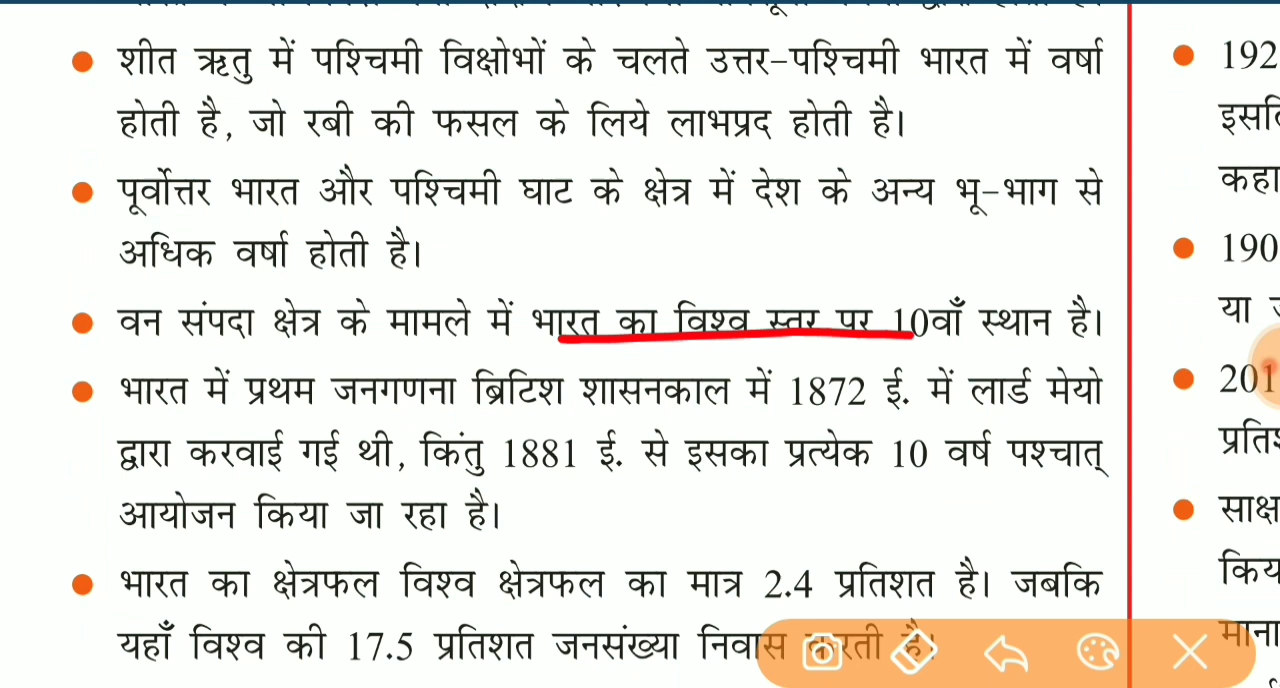 शीत ऋतु में पश्चिमी विक्षोभों के चलते उत्तर-पश्चिमी भारत में वर्षा
होती है, जो रबी की फसल के लिये लाभप्रद होती है।
पूर्वोत्तर भारत और पश्चिमी घाट के क्षेत्र में देश के अन्य भू-भाग से
अधिक वर्षा होती है।
वन संपदा क्षेत्र के मामले में भारत का विश्व स्तर पर 10वाँ स्थान है।
भारत में प्रथम जनगणना ब्रिटिश शासनकाल में 1872 ई. में लार्ड मेयो
द्वारा करवाई गई थी, किंतु 1881 ई. से इसका प्रत्येक 10 वर्ष पश्चात्
आयोजन किया जा रहा है।
भारत का क्षेत्रफल विश्व क्षेत्रफल का मात्र 2.4 प्रतिशत है। जबकि
यहाँ विश्व की 17.5 प्रतिशत जनसंख्या निवास करती है।
192
कहा
190
या
201